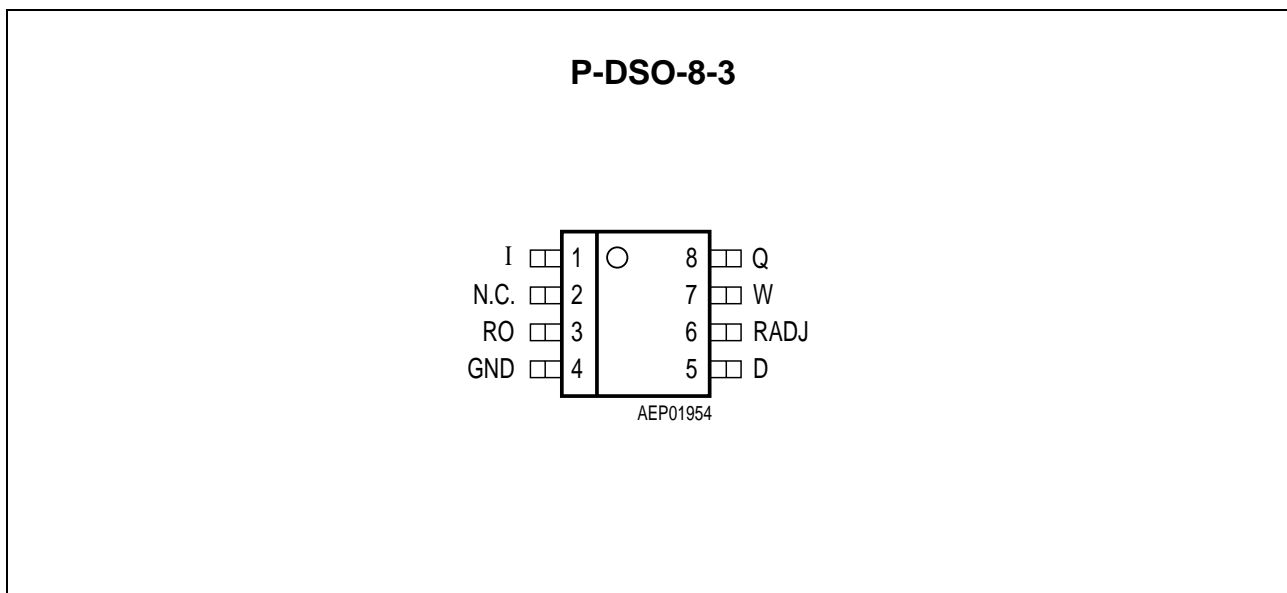 P-DSO-8-3
I 1 8 Q
N.C. 2 7 W
RO 3 6 RADJ
GND 4 5 D
AEP01954